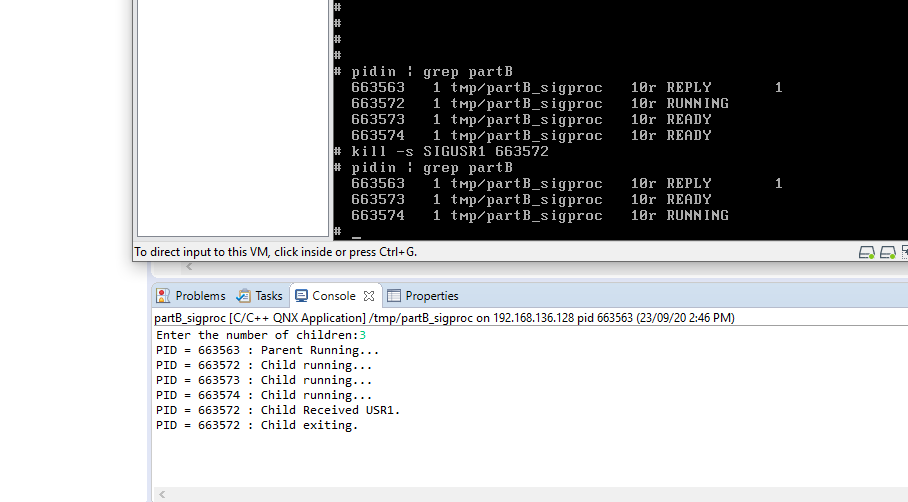 #
#
#
#
# pidin ¦ grep partB
663563 1 tmp/partB_sigproc 10r REPLY 1
663572 1 tmp/partB_sigproc 10r RUNNING
663573 1 tmp/partB_sigproc 10r READY
663574 1 tmp/partB_sigproc 10r READY
# kill -s SIGUSR1 663572
# pidin ¦ grep partB
663563 1 tmp/partB_sigproc 10r REPLY 1
663573 1 tmp/partB_sigproc 10r READY
663574 1 tmp/partB_sigproc 10r RUNNING
# _
To direct input to this VM, click inside or press Ctrl+G.
Problems Tasks Console Properties
partB_sigproc [C/C++ QNX Application] /tmp/partB_sigproc on 192.168.136.128 pid 663563 (23/09/20 2:46 PM)
Enter the number of children:3
PID = 663563 : Parent Running...
PID = 663572 : Child running...
PID = 663573 : Child running...
PID = 663574 : Child running...
PID = 663572 : Child Received USR1.
PID = 663572 : Child exiting.